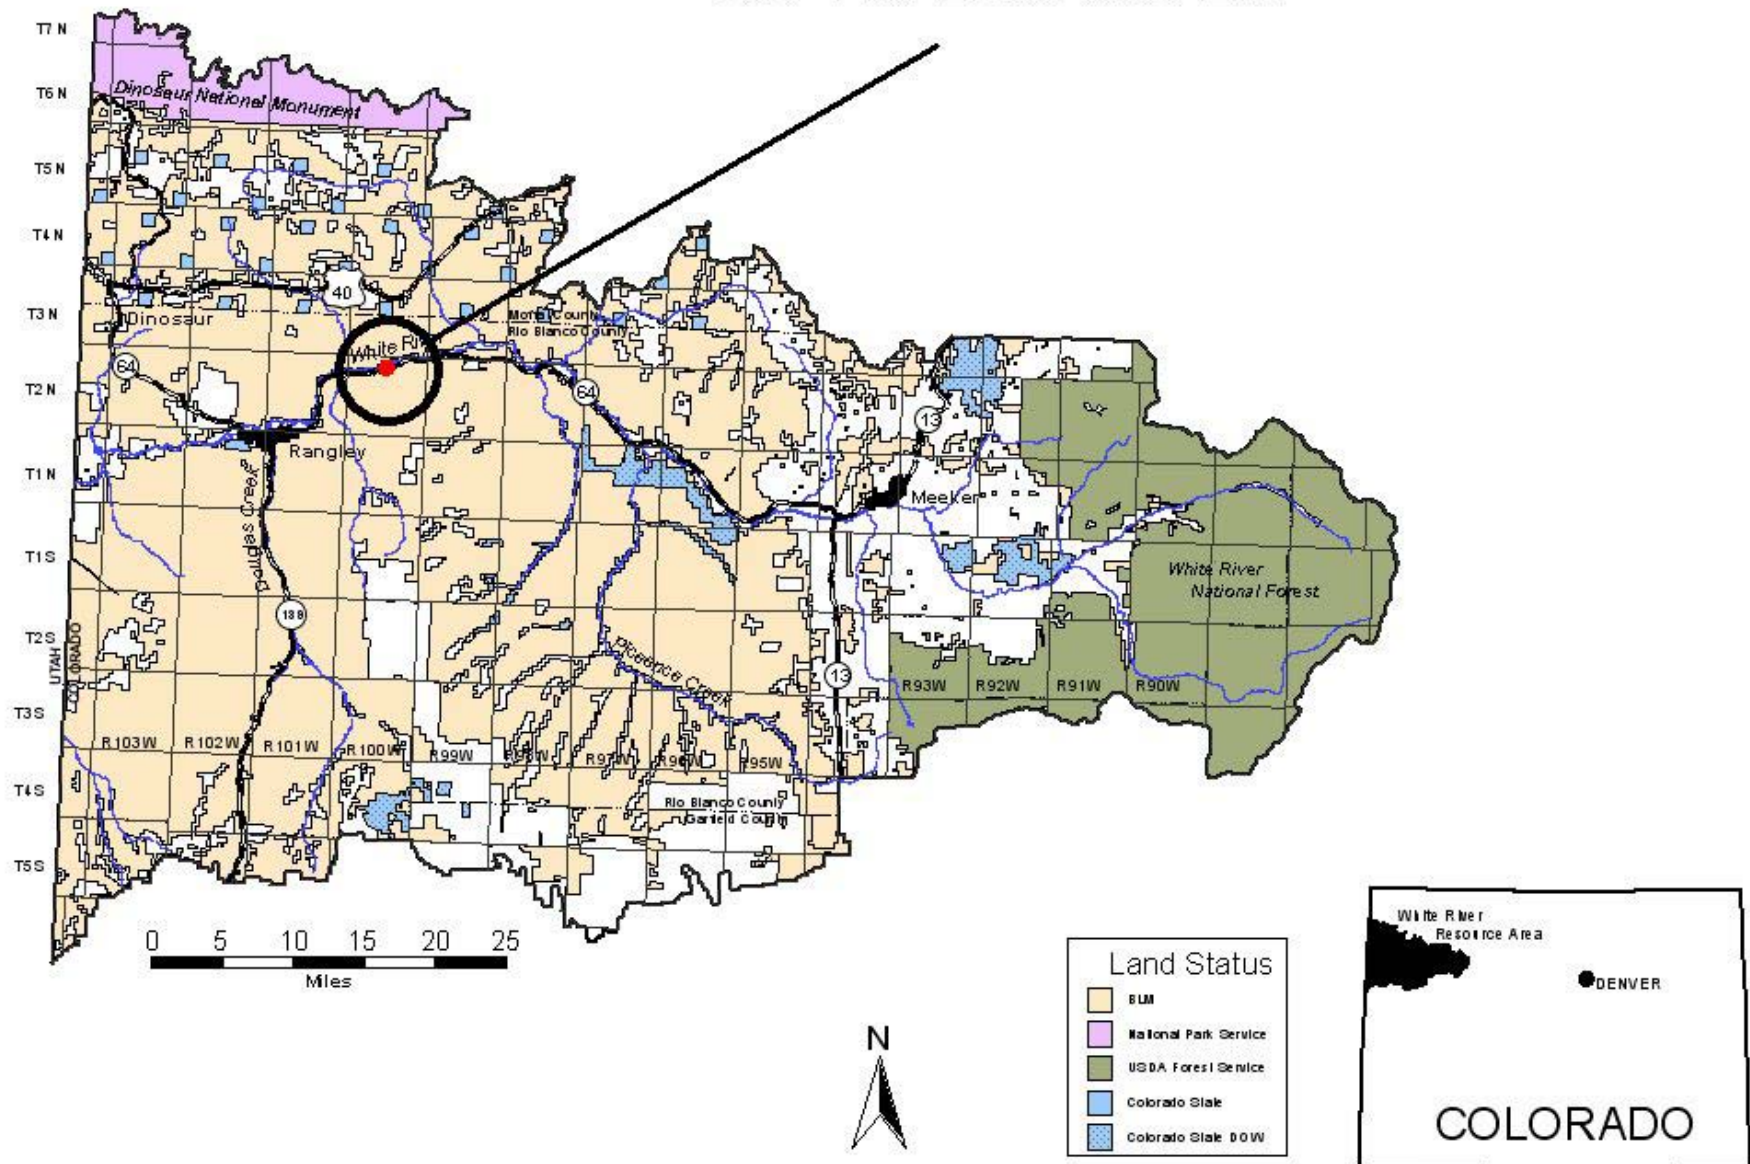 T7 N
T6 N
T5 N
T4 N
T3 N
T2 N
T1 N
T1S
T2S
T3S
T4S
T5S
Dinosaur National Monument
40
Dinosaur
Moffat County
Rio Blanco County
White Riv
64
64
13
Rangley
Meeker
Douglas Creek
139
White River
National Forest
UTAH
COLORADO
Piceance Creek
13
R93W
R92W
R91W
R90W
R103W
R102W
R101W
R100W
R99W
R98W
R97W
R96W
R95W
Rio Blanco County
Garfield County
0 5 10 15 20 25
Miles
N
Land Status
BLM
National Park Service
USDA Forest Service
Colorado State
Colorado State DOW
White River
Resource Area
DENVER
COLORADO